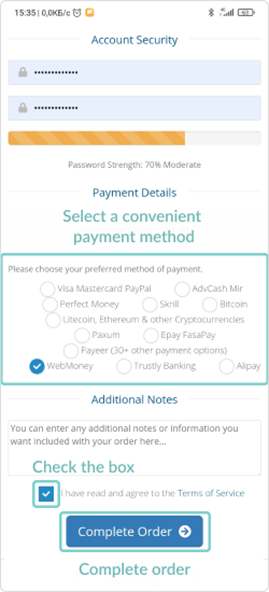 15:35 | 0,0КБ/с
4G
63
Account Security
•••••••••••••
•••••••••••••
Password Strength: 70% Moderate
Payment Details
Select a convenient
payment method
Please choose your preferred method of payment.
Visa Mastercard PayPal AdvCash Mir
Perfect Money Skrill Bitcoin
Litecoin, Ethereum & other Cryptocurrencies
Paxum Epay FasaPay
Payeer (30+ other payment options)
WebMoney Trustly Banking Alipay
Additional Notes
You can enter any additional notes or information you
want included with your order here...
Check the box
I have read and agree to the Terms of Service
Complete Order
Complete order